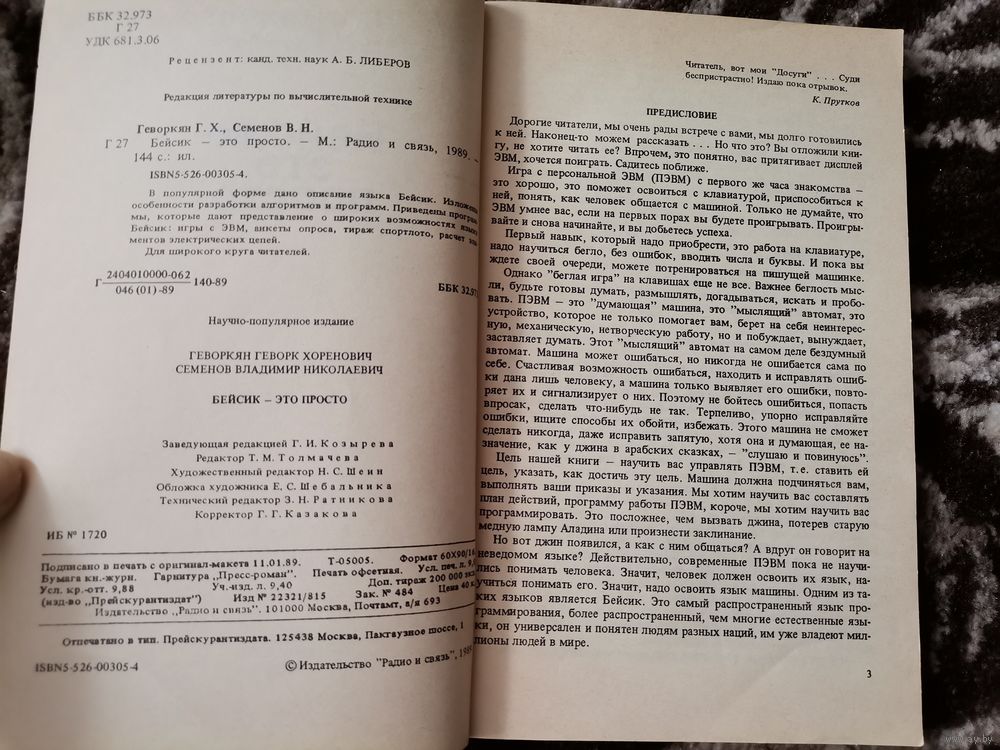 ББК 32.973
Г 27
УДК 681.3.06
Рецензент: канд. техн. наук А. Б. ЛИБЕРОВ
Редакция литературы по вычислительной технике
Геворкян Г. Х., Семенов В. Н.
Г 27 Бейсик — это просто. — М.: Радио и связь, 1989. —
144 с.: ил.
ISBN5-526-00305-4.
В популярной форме дано описание языка Бейсик. Изложены
особенности разработки алгоритмов и программ. Приведены програм-
мы, которые дают представление о широких возможностях языка
Бейсик: игры с ЭВМ, анкеты опроса, тираж спортлото, расчет эле-
ментов электрических цепей.
Для широкого круга читателей.
Г 2404010000-062 140-89
046 (01) -89
ББК 32.973
Научно-популярное издание
ГЕВОРКЯН ГЕВОРК ХОРЕНОВИЧ
СЕМЕНОВ ВЛАДИМИР НИКОЛАЕВИЧ
БЕЙСИК — ЭТО ПРОСТО
Заведующая редакцией Г. И. Козырева
Редактор Т. М. Толмачева
Художественный редактор Н. С. Шеин
Обложка художника Е. С. Шебальника
Технический редактор З. Н. Ратникова
Корректор Г. Г. Казакова
ИБ № 1720
Подписано в печать с оригинал-макета 11.01.89. Т-05005. Формат 60X90/16
Бумага кн.-журн. Гарнитура „Пресс-роман". Печать офсетная. Усл. печ. л. 9,0
Усл. кр.-отт. 9,88 Уч.-изд. л. 9,40 Доп. тираж 200 000 экз.
(изд-во „Прейскурантиздат") Изд № 22321/815 Зак. № 484 Цена 40 к.
Издательство „Радио и связь". 101000 Москва, Почтамт, а/я 693
Отпечатано в тип. Прейскурантиздата. 125438 Москва, Пакгаузное шоссе, 1
ISBN5-526-00305-4
© Издательство "Радио и связь", 1989
Читатель, вот мои "Досуги" . . . Суди
беспристрастно! Издаю пока отрывок.
К. Прутков
ПРЕДИСЛОВИЕ
Дорогие читатели, мы очень рады встрече с вами, мы долго готовились
к ней. Наконец-то можем рассказать . . . Но что это? Вы отложили кни-
гу, не хотите читать ее? Впрочем, это понятно, вас притягивает дисплей
ЭВМ, хочется поиграть. Садитесь поближе.
Игра с персональной ЭВМ (ПЭВМ) с первого же часа знакомства —
это хорошо, это поможет освоиться с клавиатурой, приспособиться к
ней, понять, как человек общается с машиной. Только не думайте, что
ЭВМ умнее вас, если на первых порах вы будете проигрывать. Проигры-
вайте и снова начинайте, и вы добьетесь успеха.
Первый навык, который надо приобрести, это работа на клавиатуре,
надо научиться бегло, без ошибок, вводить числа и буквы. И пока вы
ждете своей очереди, можете потренироваться на пишущей машинке.
Однако "беглая игра" на клавишах еще не все. Важнее беглость мыс-
ли, будьте готовы думать, размышлять, догадываться, искать и пробо-
вать. ПЭВМ — это "думающая" машина, это "мыслящий" автомат, это
устройство, которое не только помогает вам, берет на себя неинтерес-
ную, механическую, нетворческую работу, но и побуждает, вынуждает,
заставляет думать. Этот "мыслящий" автомат на самом деле бездумный
автомат. Машина может ошибаться, но никогда не ошибается сама по
себе. Счастливая возможность ошибаться, находить и исправлять ошиб-
ки дана лишь человеку, а машина только выявляет его ошибки, повто-
ряет их и сигнализирует о них. Поэтому не бойтесь ошибиться, попасть
впросак, сделать что-нибудь не так. Терпеливо, упорно исправляйте
ошибки, ищите способы их обойти, избежать. Этого машина не сможет
сделать никогда, даже исправить запятую, хотя она и думающая, ее на-
значение, как у джина в арабских сказках, — "слушаю и повинуюсь".
Цель нашей книги — научить вас управлять ПЭВМ, т.е. ставить ей
цель, указать, как достичь эту цель. Машина должна подчиняться вам,
выполнять ваши приказы и указания. Мы хотим научить вас составлять
план действий, программу работы ПЭВМ, короче, мы хотим научить вас
программировать. Это посложнее, чем вызвать джина, потерев старую
медную лампу Аладина или произнести заклинание.
Но вот джин появился, а как с ним общаться? А вдруг он говорит на
неведомом языке? Действительно, современные ПЭВМ пока не научи-
лись понимать человека. Значит, человек должен освоить их язык, на-
учиться понимать его. Значит, надо освоить язык машины. Одним из та-
ких языков является Бейсик. Это самый распространенный язык про-
граммирования, более распространенный, чем многие естественные язы-
ки, он универсален и понятен людям разных наций, им уже владеют мил-
лионы людей в мире.
3
www.ay.by